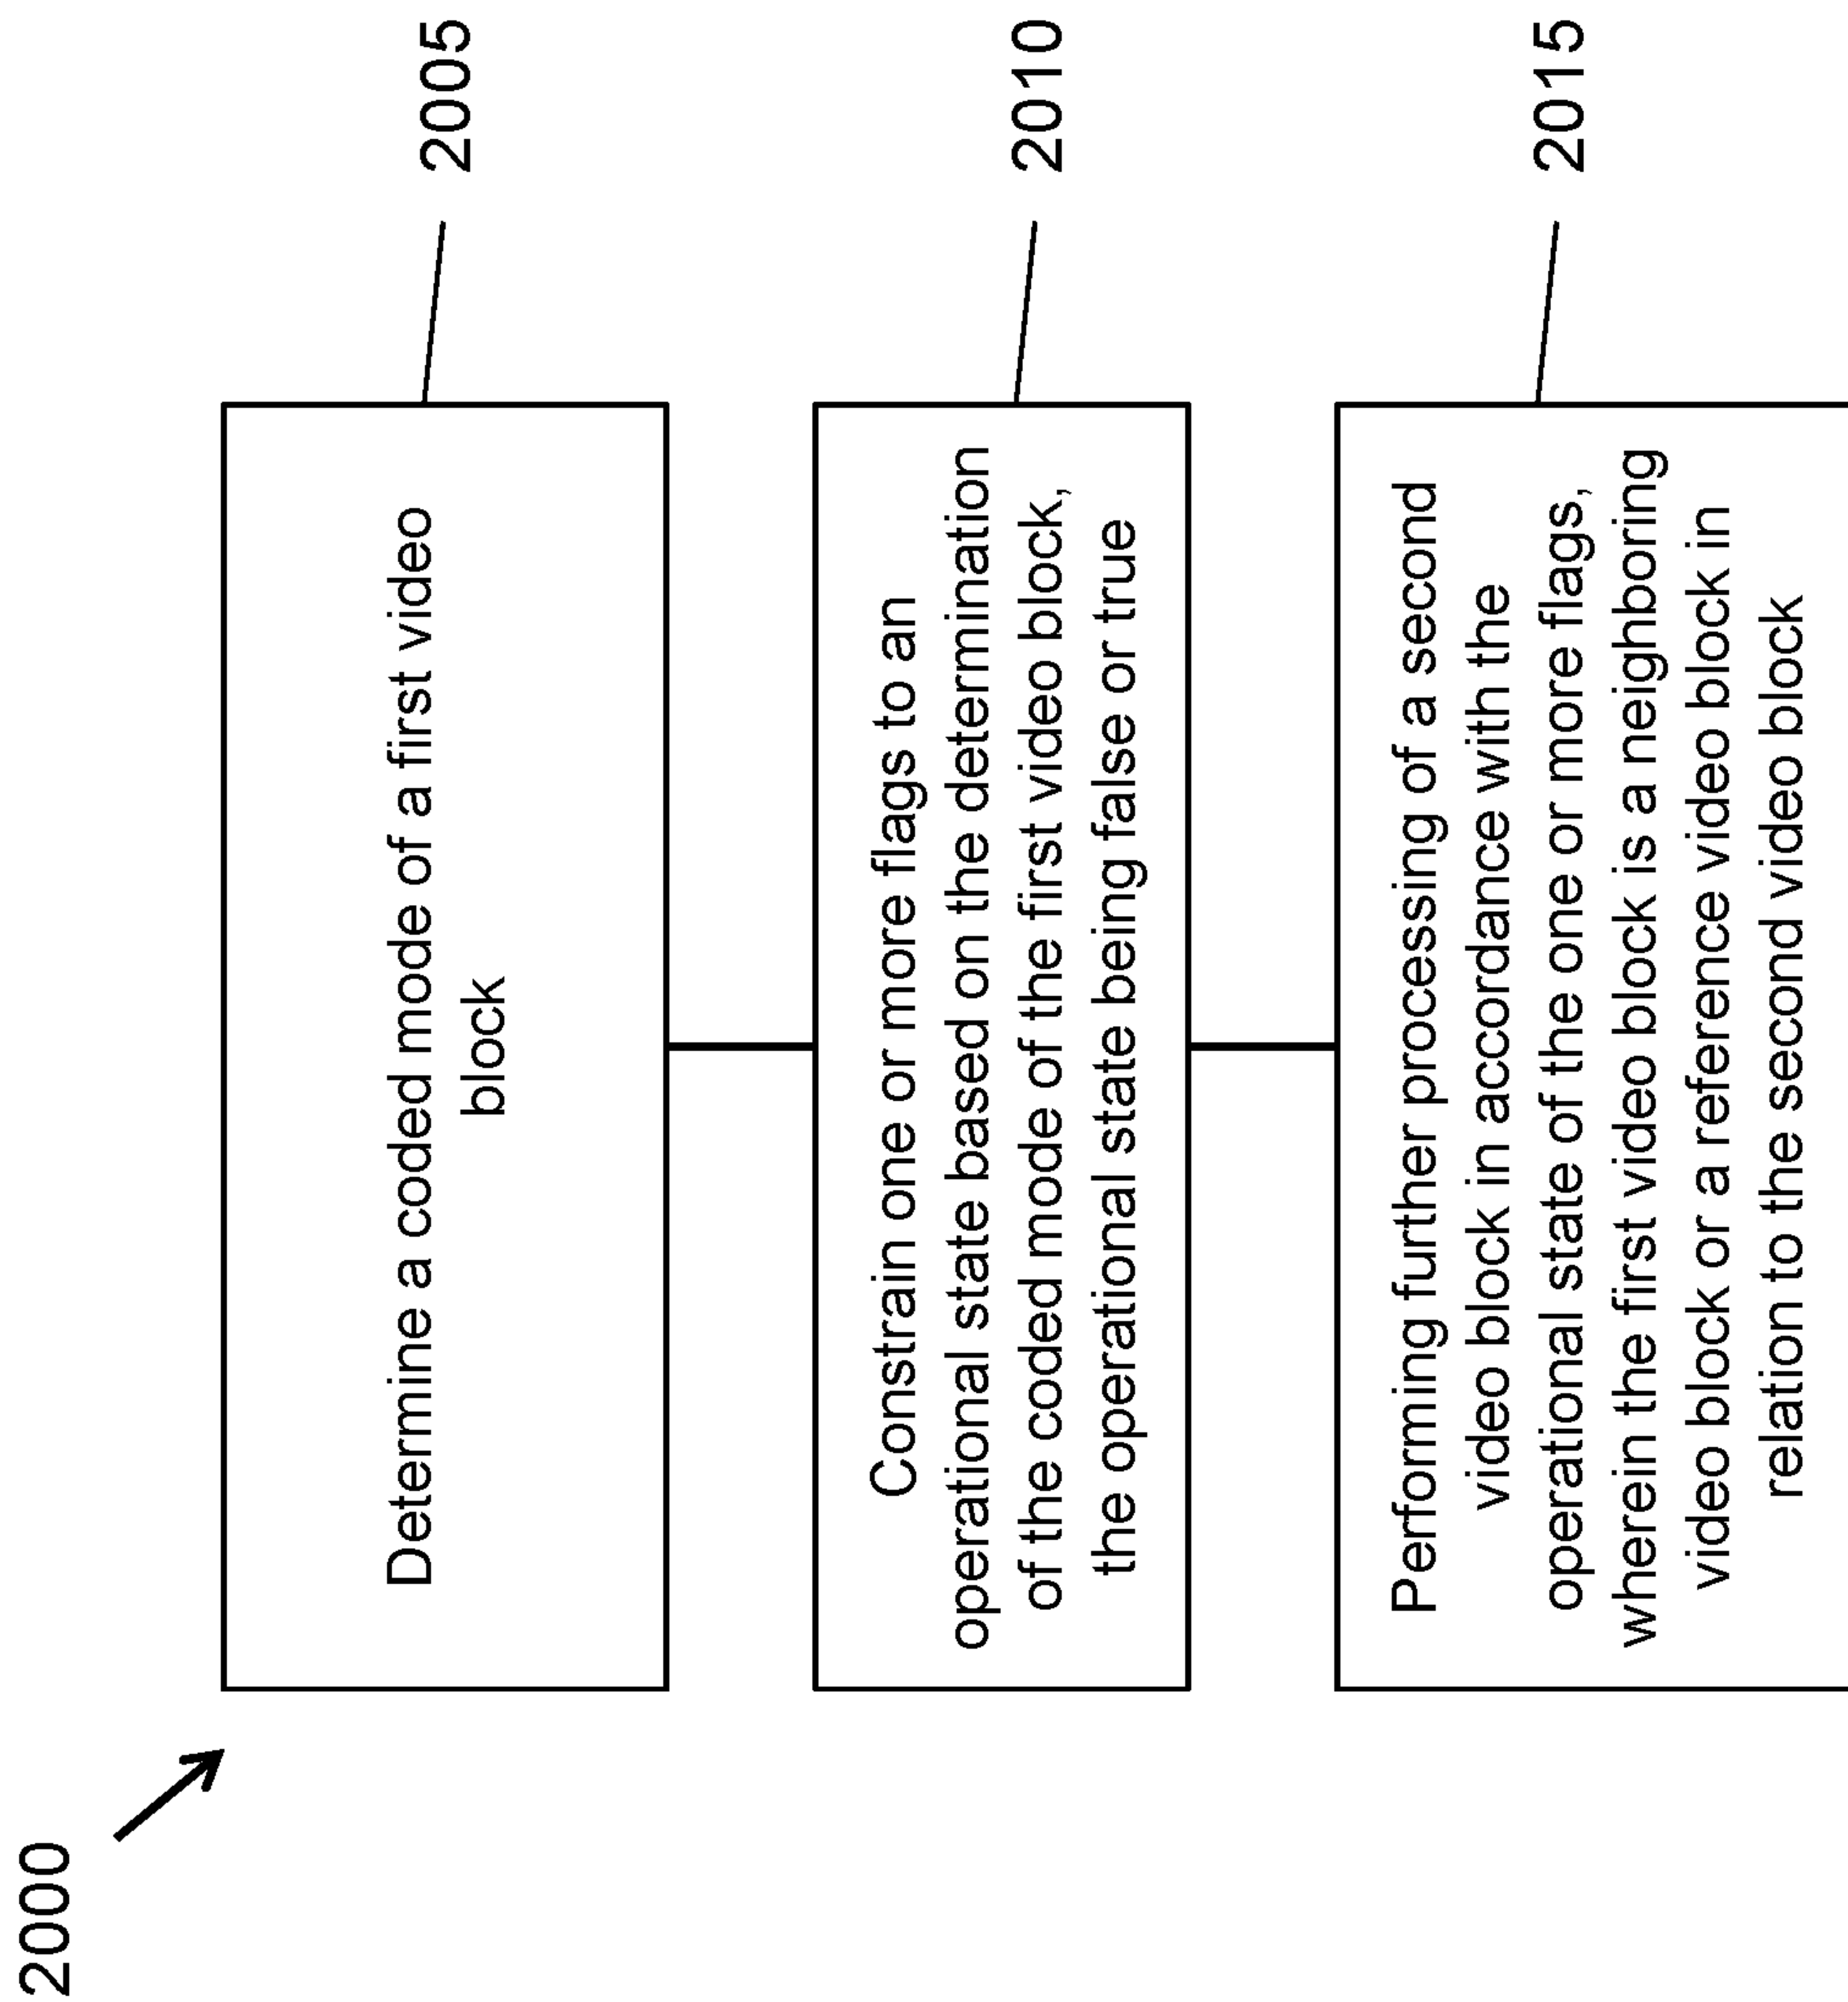 2000
Determine a coded mode of a first video
block
2005
Constrain one or more flags to an
operational state based on the determination
of the coded mode of the first video block,
the operational state being false or true
2010
Performing further processing of a second
video block in accordance with the
operational state of the one or more flags,
wherein the first video block is a neighboring
video block or a reference video block in
relation to the second video block
2015